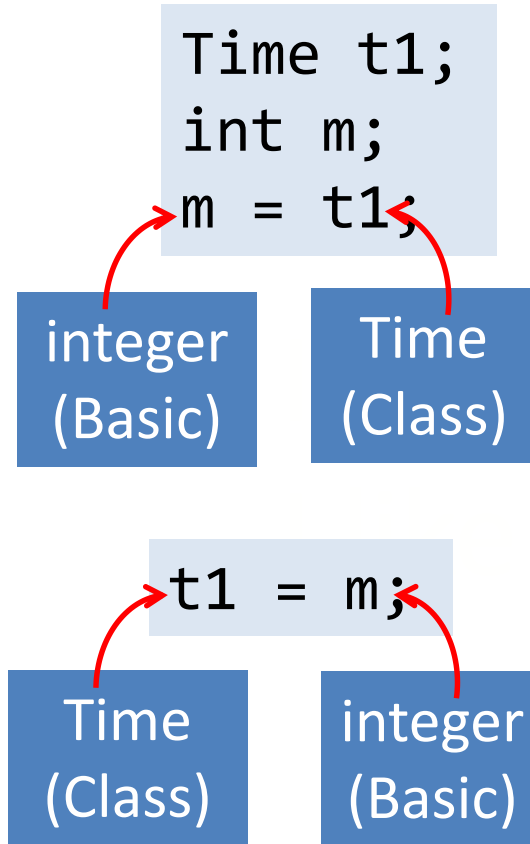 Time t1;
int m;
m = t1;
integer
(Basic)
Time
(Class)
t1 = m;
Time
(Class)
integer
(Basic)